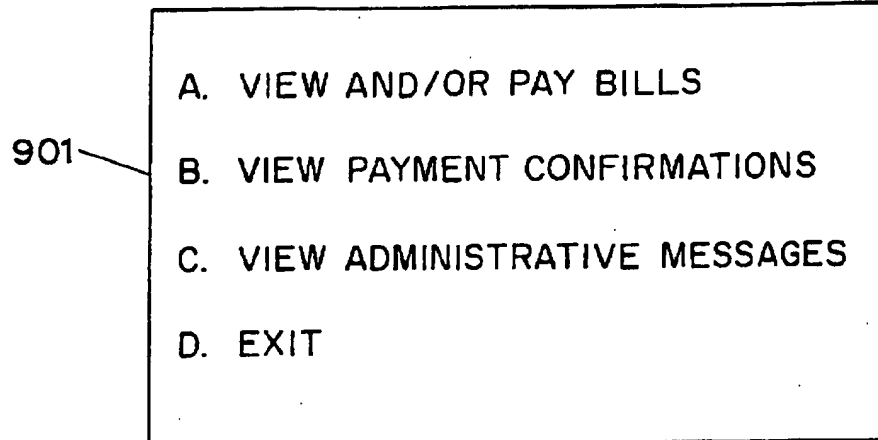 A. VIEW AND/OR PAY BILLS
901
B. VIEW PAYMENT CONFIRMATIONS
C. VIEW ADMINISTRATIVE MESSAGES
D. EXIT